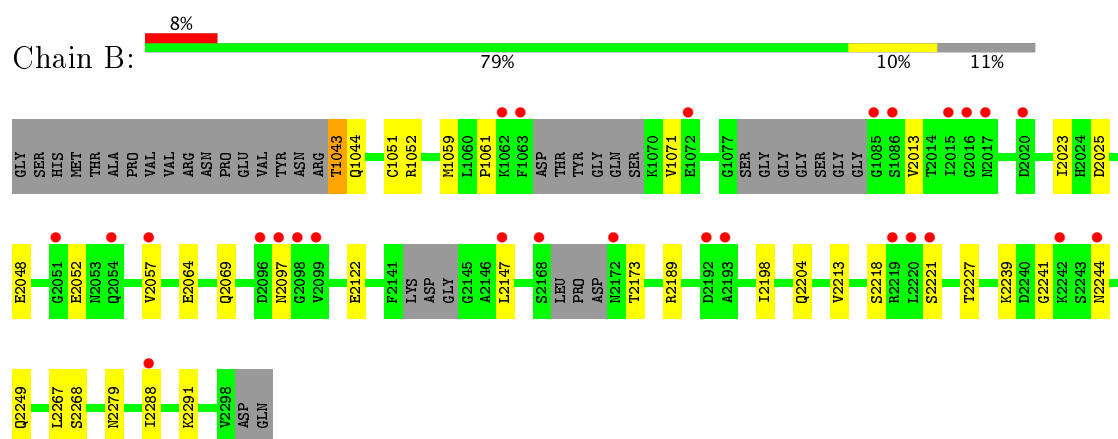 8%
Chain B:
79% 10% 11%
GLY SER HIS MET THR ALA PRO VAL VAL ARG ASN PRO GLU VAL TYR ASN ARG T1043 Q1044 C1051 R1052 M1059 L1060 P1061 K1062 F1063 ASP THR TYR GLY GLN SER K1070 V1071 E1072 G1077 SER GLY GLY GLY SER GLY GLY G1085 S1086 V2013 T2014 I2015 G2016 N2017 D2020 I2023 H2024 D2025
E2048 G2051 E2052 N2053 Q2054 V2057 E2064 Q2069 D2096 N2097 G2098 V2099 E2122 F2141 LYS ASP GLY G2145 A2146 L2147 S2168 LEU PRO ASP N2172 T2173 R2189 D2192 A2193 I2198 Q2204 V2213 S2218 R2219 L2220 S2221 T2227 K2239 D2240 G2241 K2242 S2243 N2244
Q2249 L2267 S2268 N2279 I2288 K2291 V2298 ASP GLN